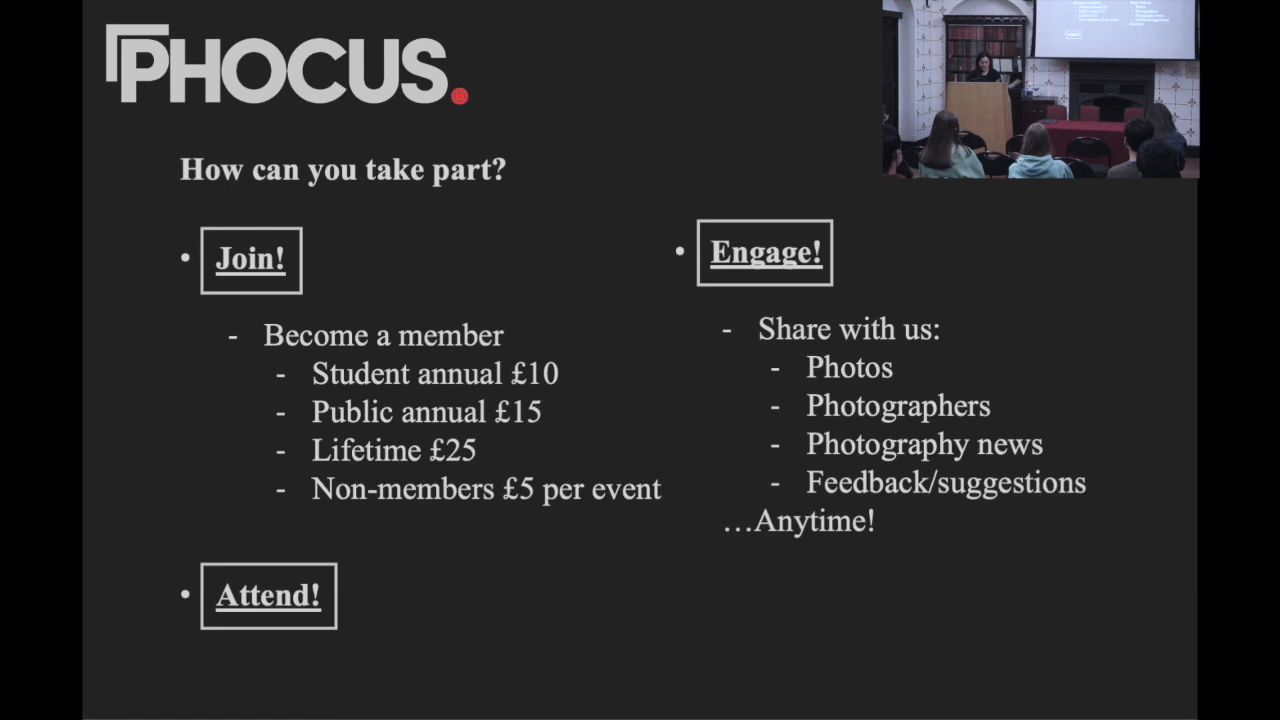 PHOCUS.
How can you take part?
• Join!
- Become a member
- Student annual £10
- Public annual £15
- Lifetime £25
- Non-members £5 per event
• Attend!
• Engage!
- Share with us:
- Photos
- Photographers
- Photography news
- Feedback/suggestions
…Anytime!